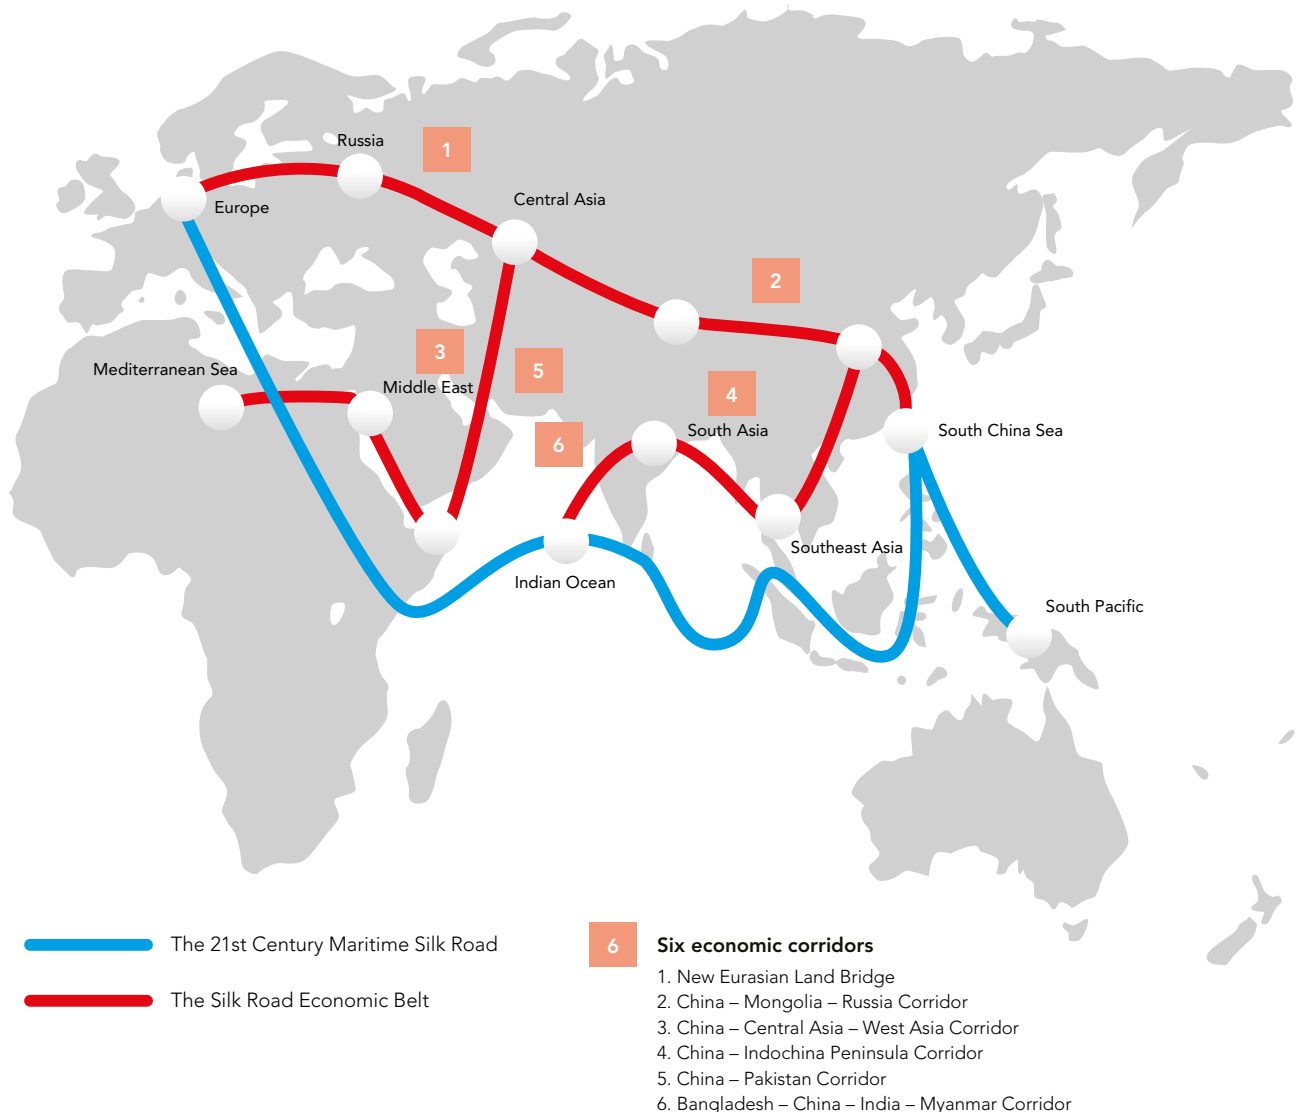 Russia
1
Central Asia
Europe
2
3
Mediterranean Sea
5
Middle East
4
6
South Asia
South China Sea
Southeast Asia
Indian Ocean
South Pacific
The 21st Century Maritime Silk Road
The Silk Road Economic Belt
6
Six economic corridors
1. New Eurasian Land Bridge
2. China – Mongolia – Russia Corridor
3. China – Central Asia – West Asia Corridor
4. China – Indochina Peninsula Corridor
5. China – Pakistan Corridor
6. Bangladesh – China – India – Myanmar Corridor